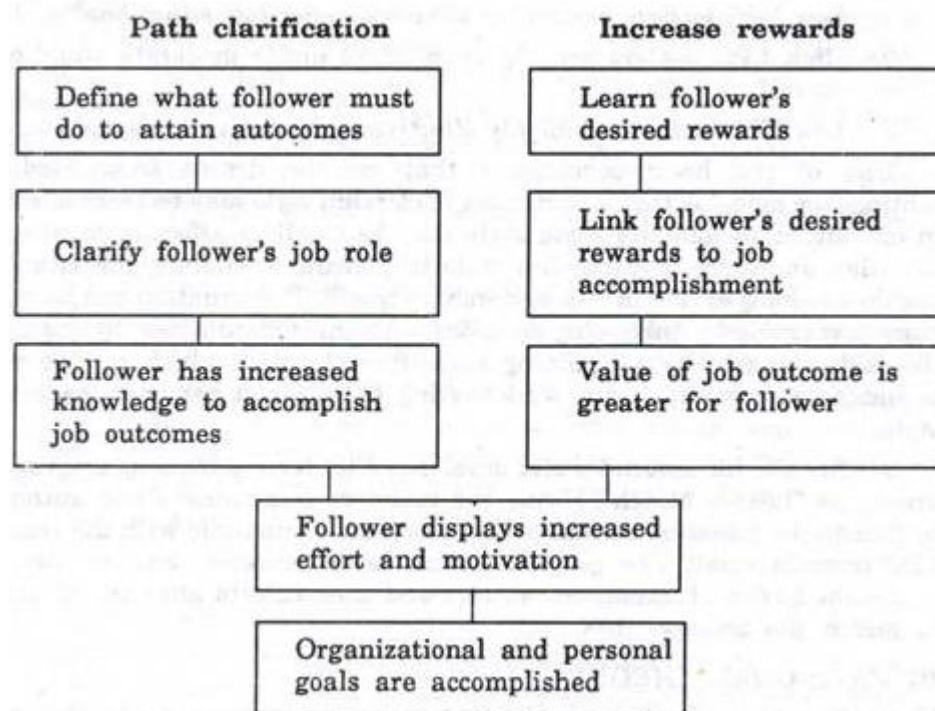 Path clarification
Define what follower must
do to attain autocomes
Clarify follower's job role
Follower has increased
knowledge to accomplish
job outcomes
Increase rewards
Learn follower's
desired rewards
Link follower's desired
rewards to job
accomplishment
Value of job outcome is
greater for follower
Follower displays increased
effort and motivation
Organizational and personal
goals are accomplished